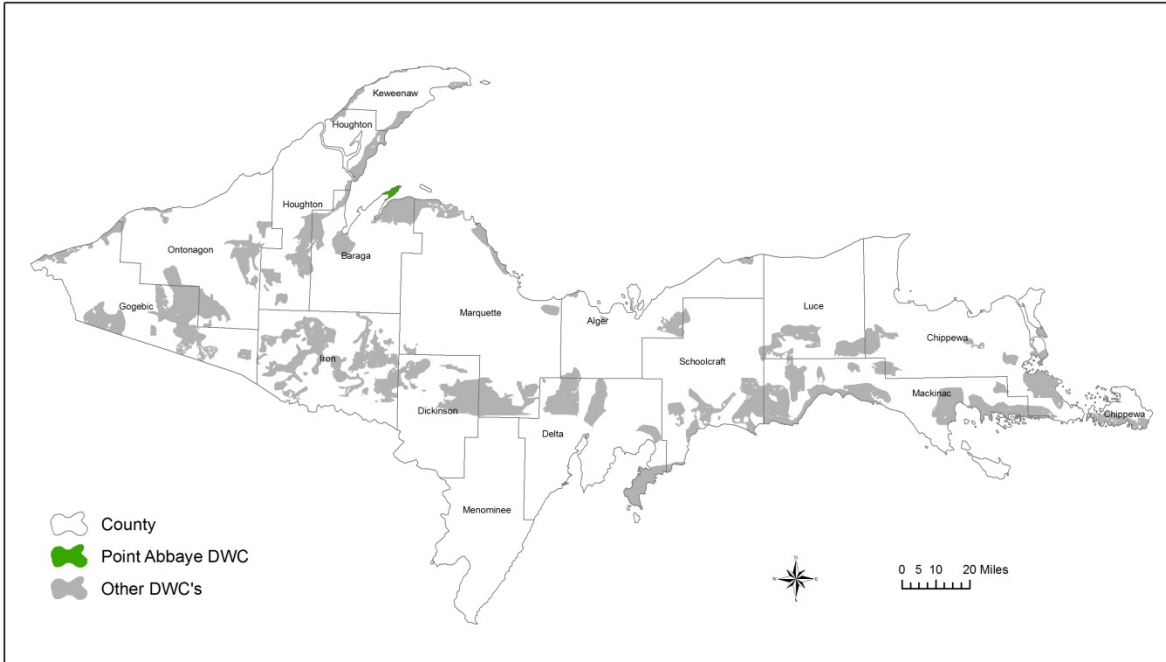 Keweenaw
Houghton
Houghton
Ontonagon
Baraga
Gogebic
Marquette
Alger
Luce
Chippewa
Iron
Schoolcraft
Dickinson
Mackinac
Chippewa
Delta
Menominee
County
Point Abbaye DWC
Other DWC's
N
W E
S
0 5 10 20 Miles